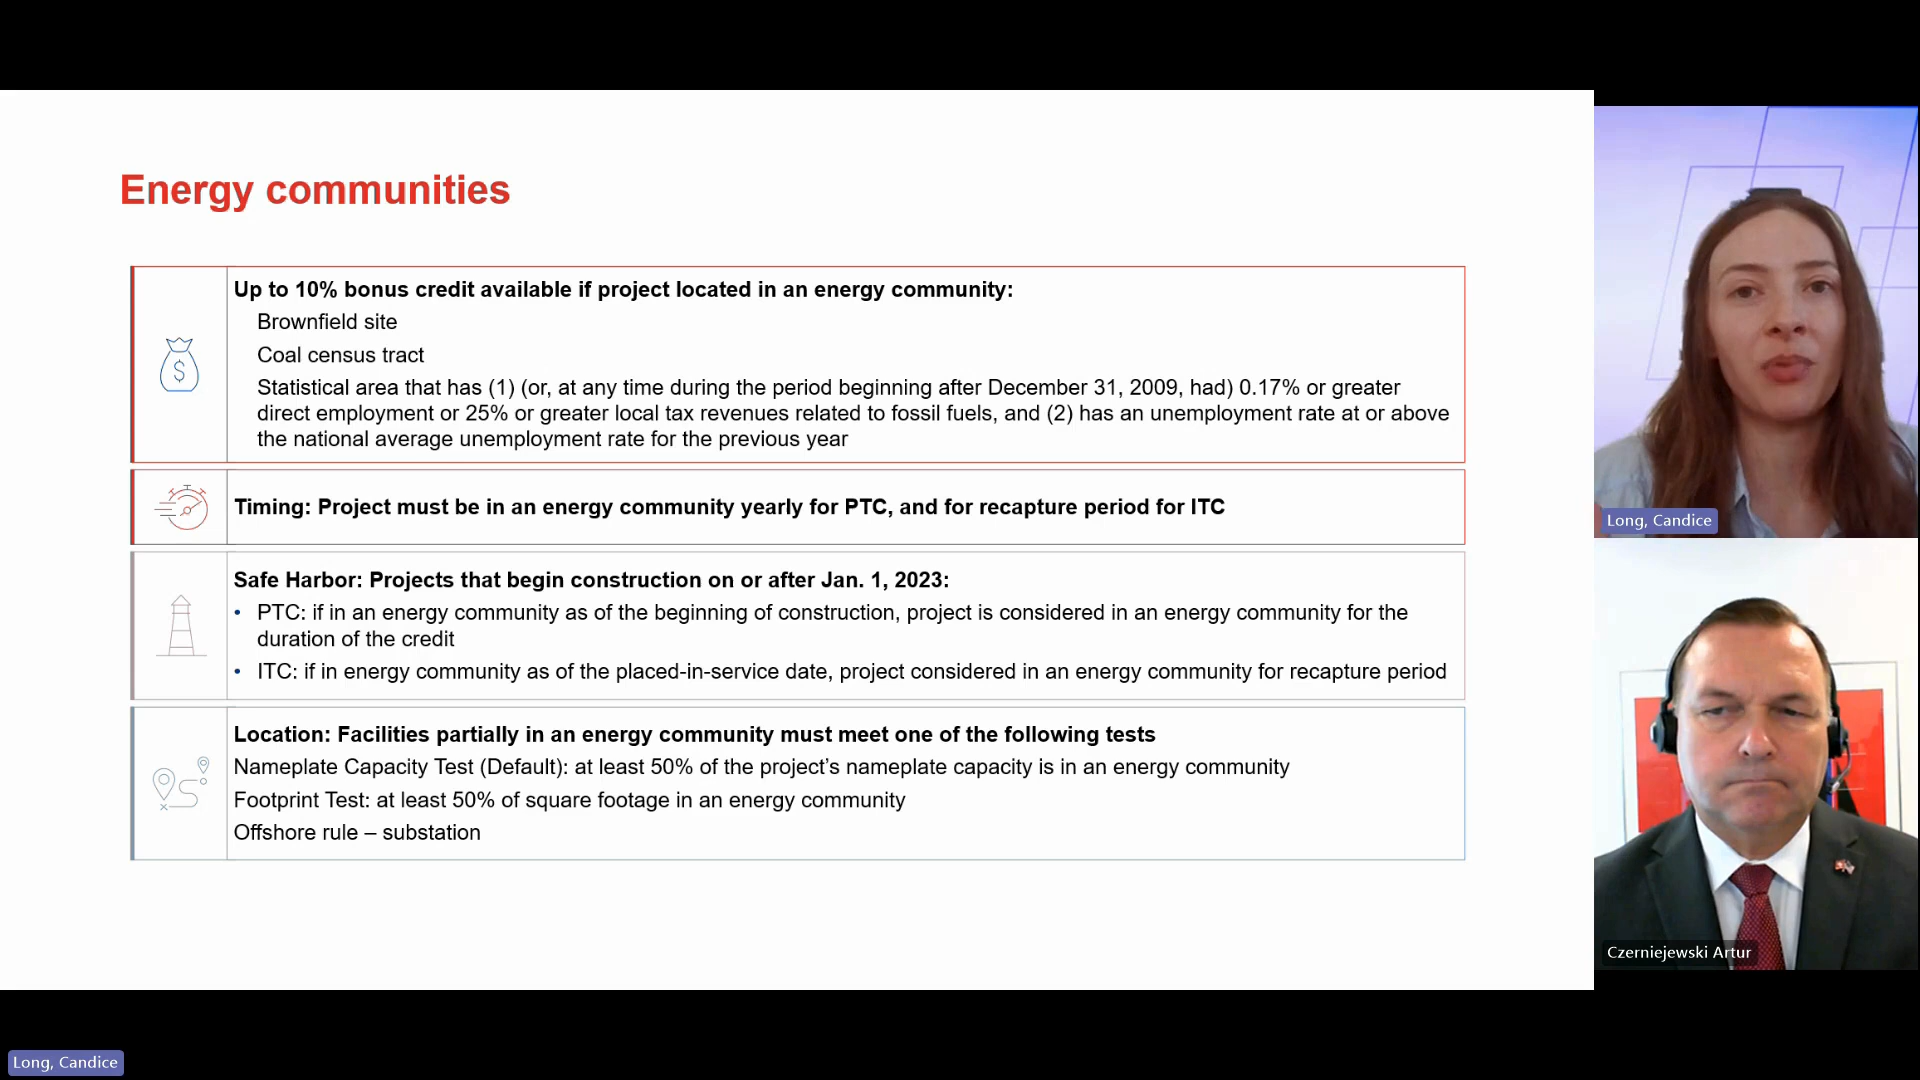 Energy communities
Up to 10% bonus credit available if project located in an energy community:
Brownfield site
Coal census tract
Statistical area that has (1) (or, at any time during the period beginning after December 31, 2009, had) 0.17% or greater
direct employment or 25% or greater local tax revenues related to fossil fuels, and (2) has an unemployment rate at or above
the national average unemployment rate for the previous year
Timing: Project must be in an energy community yearly for PTC, and for recapture period for ITC
Safe Harbor: Projects that begin construction on or after Jan. 1, 2023:
• PTC: if in an energy community as of the beginning of construction, project is considered in an energy community for the
duration of the credit
• ITC: if in energy community as of the placed-in-service date, project considered in an energy community for recapture period
Location: Facilities partially in an energy community must meet one of the following tests
Nameplate Capacity Test (Default): at least 50% of the project’s nameplate capacity is in an energy community
Footprint Test: at least 50% of square footage in an energy community
Offshore rule – substation
Long, Candice
Czerniejewski Artur
Long, Candice